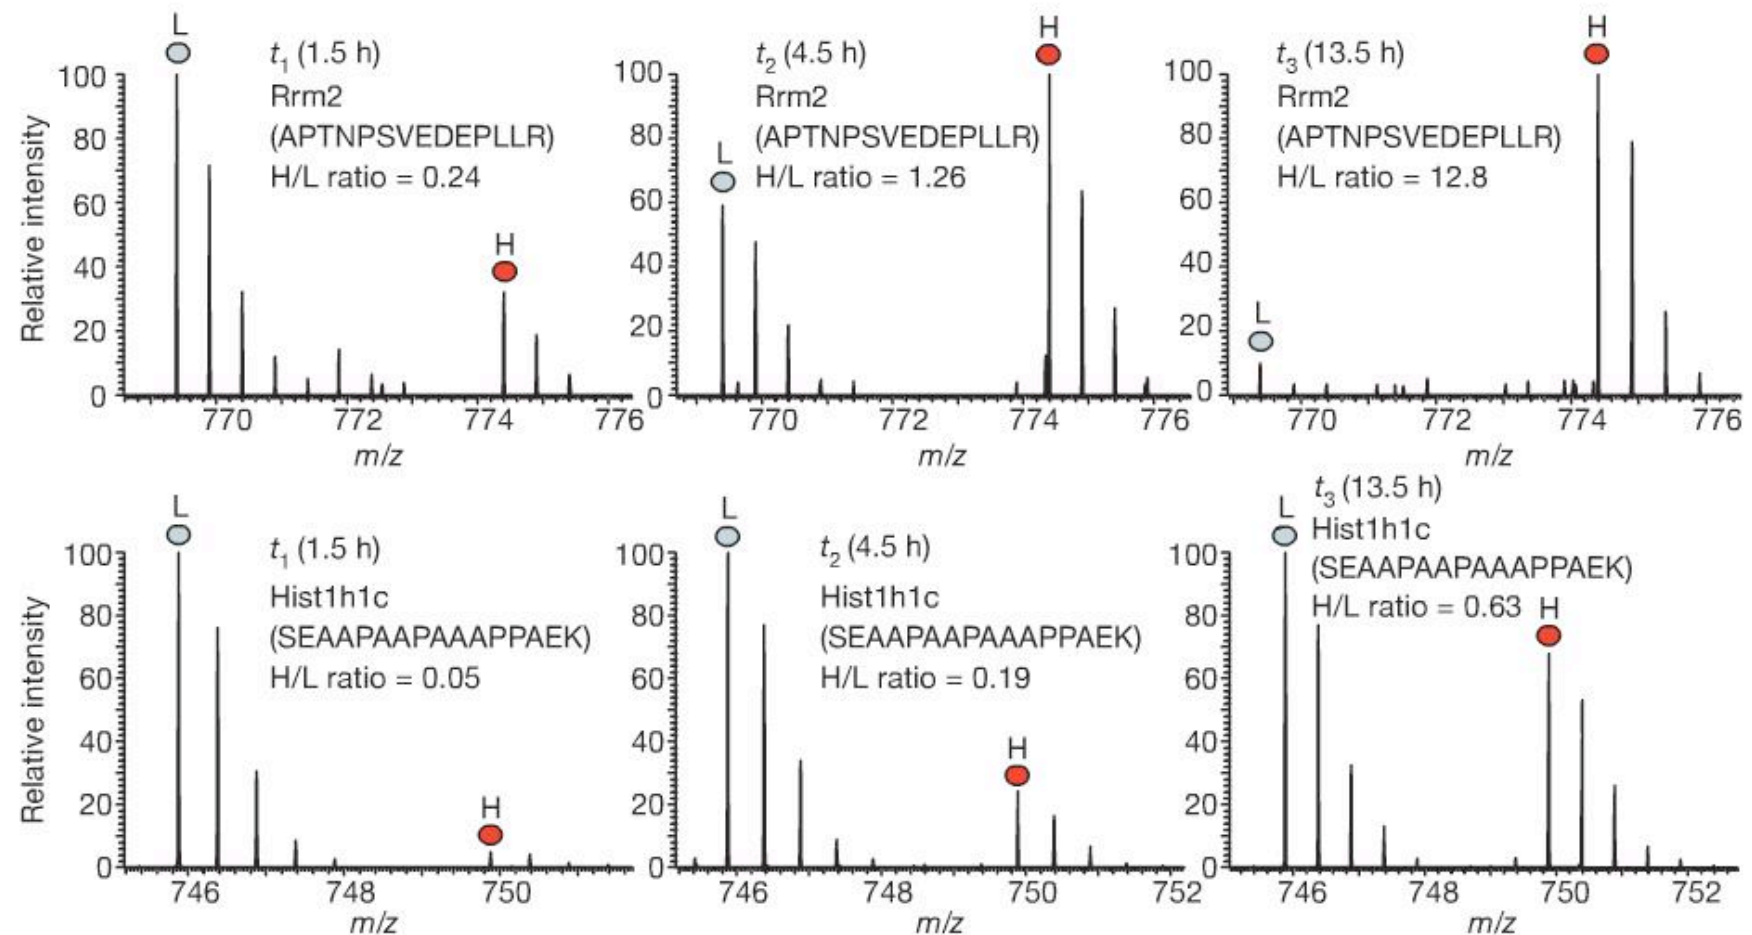 L
t1 (1.5 h)
Rrm2
(APTNPSVEDEPLLR)
H/L ratio = 0.24
H
Relative intensity
100
80
60
40
20
0
770
772
774
776
m/z
L
t2 (4.5 h)
Rrm2
(APTNPSVEDEPLLR)
H/L ratio = 1.26
H
100
80
60
40
20
0
770
772
774
776
m/z
L
t3 (13.5 h)
Rrm2
(APTNPSVEDEPLLR)
H/L ratio = 12.8
H
100
80
60
40
20
0
770
772
774
776
m/z
L
t1 (1.5 h)
Hist1h1c
(SEAAPAAPAAAPPAEK)
H/L ratio = 0.05
H
Relative intensity
100
80
60
40
20
0
746
748
750
m/z
L
t2 (4.5 h)
Hist1h1c
(SEAAPAAPAAAPPAEK)
H/L ratio = 0.19
H
100
80
60
40
20
0
746
748
750
752
m/z
L
t3 (13.5 h)
Hist1h1c
(SEAAPAAPAAAPPAEK)
H/L ratio = 0.63
H
100
80
60
40
20
0
746
748
750
752
m/z